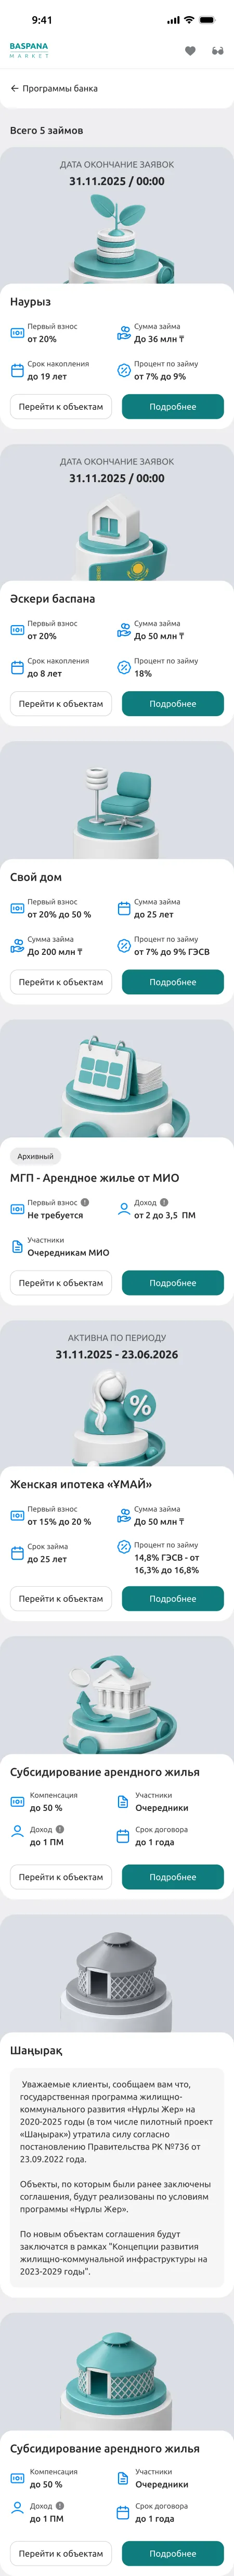 9:41
BASPANA
MARKET
← Программы банка
Всего 5 займов
ДАТА ОКОНЧАНИЕ ЗАЯВОК
31.11.2025 / 00:00
Наурыз
Первый взнос
от 20%
Сумма займа
До 36 млн ₸
Срок накопления
до 19 лет
Процент по займу
от 7% до 9%
Перейти к объектам
Подробнее
ДАТА ОКОНЧАНИЕ ЗАЯВОК
31.11.2025 / 00:00
Әскери баспана
Первый взнос
от 20%
Сумма займа
До 50 млн ₸
Срок накопления
до 8 лет
Процент по займу
18%
Перейти к объектам
Подробнее
Свой дом
Первый взнос
от 20% до 50 %
Сумма займа
до 25 лет
Сумма займа
До 200 млн ₸
Процент по займу
от 7% до 9% ГЭСВ
Перейти к объектам
Подробнее
Архивный
МГП - Арендное жилье от МИО
Первый взнос
Не требуется
Доход
от 2 до 3,5 ПМ
Участники
Очередникам МИО
Перейти к объектам
Подробнее
АКТИВНА ПО ПЕРИОДУ
31.11.2025 - 23.06.2026
%
Женская ипотека «ҰМАЙ»
Первый взнос
от 15% до 20 %
Сумма займа
До 50 млн ₸
Срок займа
до 25 лет
Процент по займу
14,8% ГЭСВ - от
16,3% до 16,8%
Перейти к объектам
Подробнее
Субсидирование арендного жилья
Компенсация
до 50 %
Участники
Очередники
Доход
до 1 ПМ
Срок договора
до 1 года
Перейти к объектам
Подробнее
Шаңырақ
Уважаемые клиенты, сообщаем вам что,
государственная программа жилищно-
коммунального развития «Нұрлы Жер» на
2020-2025 годы (в том числе пилотный проект
«Шаңырақ») утратила силу согласно
постановлению Правительства РК №736 от
23.09.2022 года.
Объекты, по которым были ранее заключены
соглашения, будут реализованы по условиям
программы «Нұрлы Жер».
По новым объектам соглашения будут
заключатся в рамках "Концепции развития
жилищно-коммунальной инфраструктуры на
2023-2029 годы".
Субсидирование арендного жилья
Компенсация
до 50 %
Участники
Очередники
Доход
до 1 ПМ
Срок договора
до 1 года
Перейти к объектам
Подробнее